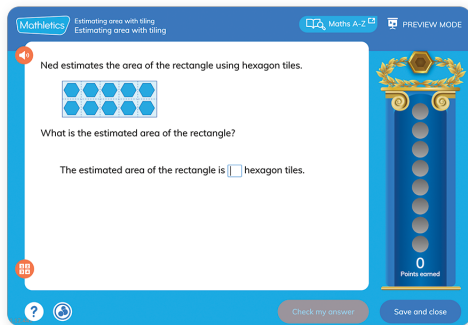 Mathletics
Estimating area with tiling
Estimating area with tiling
Maths A-Z
PREVIEW MODE
Ned estimates the area of the rectangle using hexagon tiles.
What is the estimated area of the rectangle?
The estimated area of the rectangle is hexagon tiles.
0
Points earned
?
Check my answer
Save and close